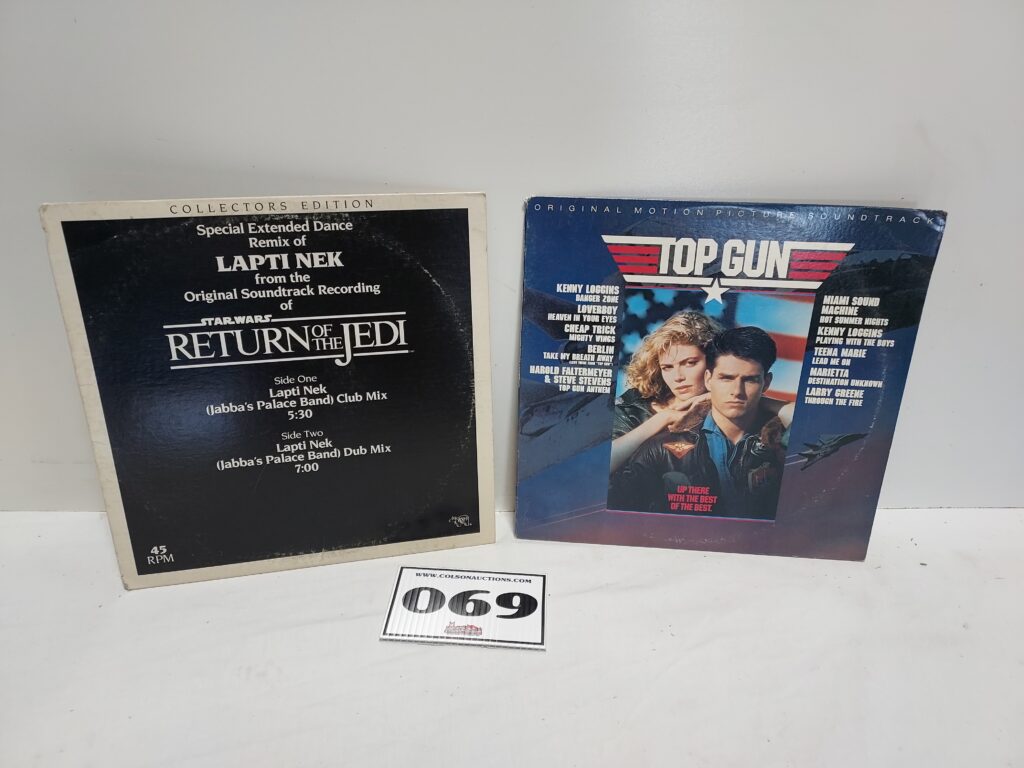 COLLECTORS EDITION
Special Extended Dance
Remix of
LAPTI NEK
from the
Original Soundtrack Recording
of
STAR WARS
RETURN OF THE JEDI
Side One
Lapti Nek
(Jabba's Palace Band) Club Mix
5:30
Side Two
Lapti Nek
(Jabba's Palace Band) Dub Mix
7:00
45
RPM
ORIGINAL MOTION PICTURE SOUNDTRACK
TOP GUN
KENNY LOGGINS
DANGER ZONE
LOVERBOY
HEAVEN IN YOUR EYES
CHEAP TRICK
MIGHTY WINGS
BERLIN
TAKE MY BREATH AWAY
HAROLD FALTERMEYER
& STEVE STEVENS
TOP GUN ANTHEM
MIAMI SOUND
MACHINE
HOT SUMMER NIGHTS
KENNY LOGGINS
PLAYING WITH THE BOYS
TEENA MARIE
LEAD ME ON
MARIETTA
DESTINATION UNKNOWN
LARRY GREENE
THROUGH THE FIRE
UP THERE
WITH THE BEST
OF THE BEST.
WWW.COLSONAUCTIONS.COM
069